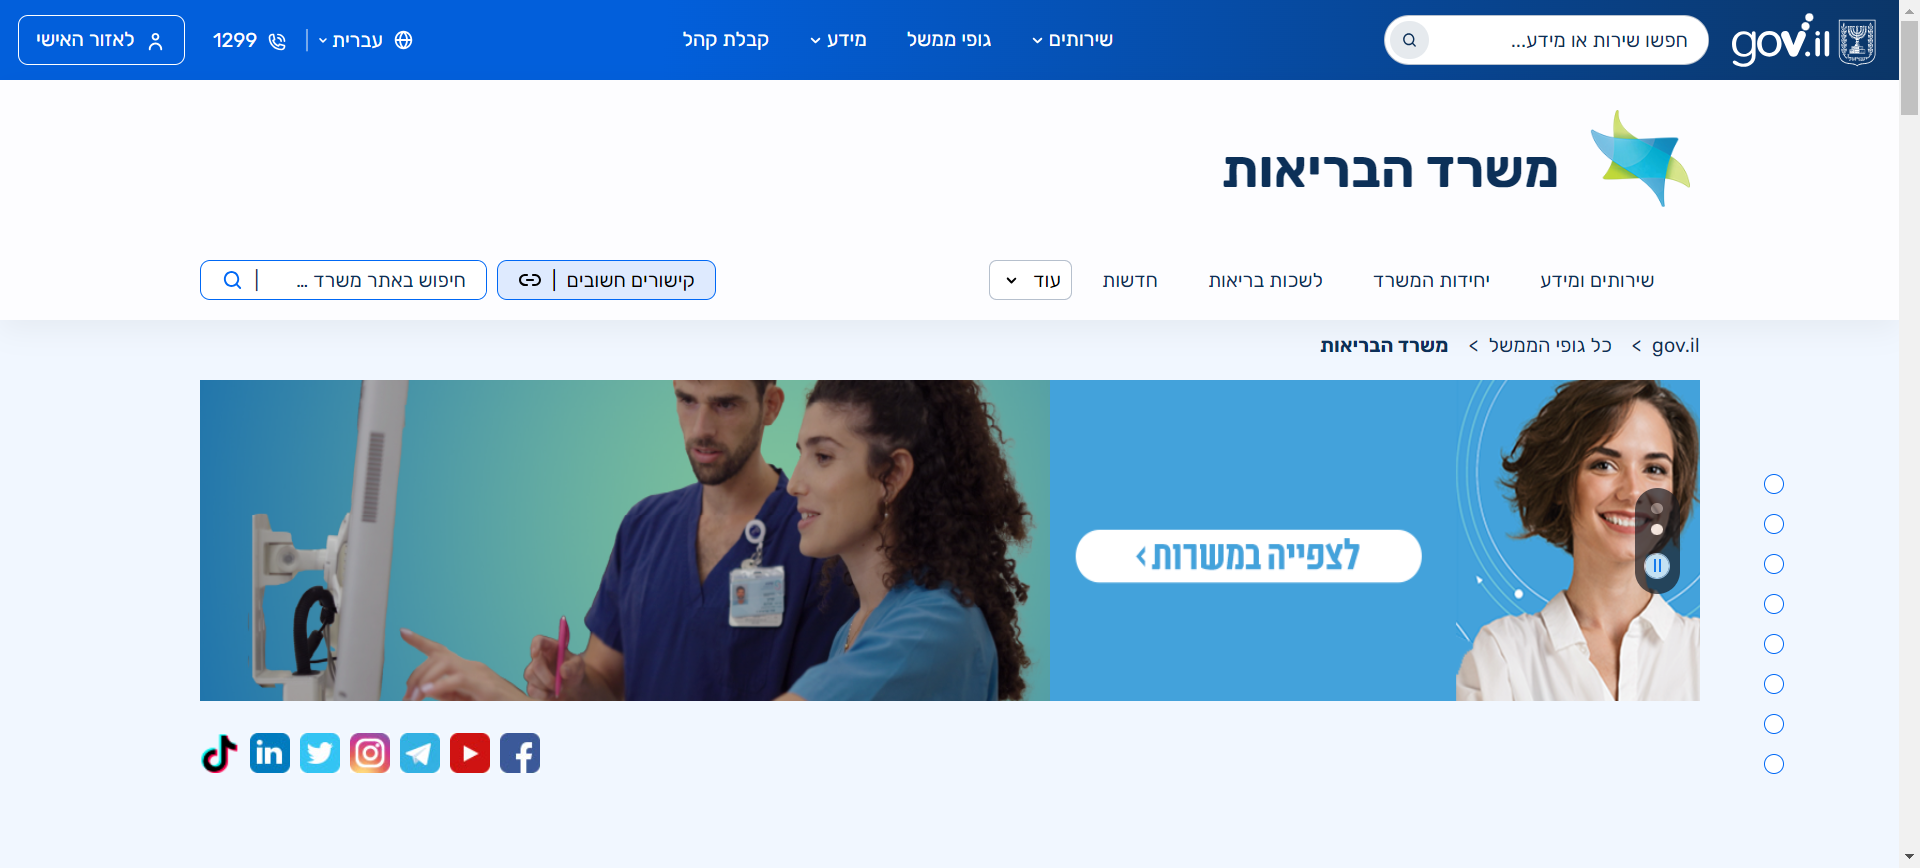 gov.il
חפשו שירות או מידע...
שירותים
גופי ממשל
מידע
קבלת קהל
עברית
1299
לאזור האישי
משרד הבריאות
שירותים ומידע
יחידות המשרד
לשכות בריאות
חדשות
עוד
קישורים חשובים
חיפוש באתר משרד ...
gov.il > כל גופי הממשל > משרד הבריאות
לצפייה במשרות >